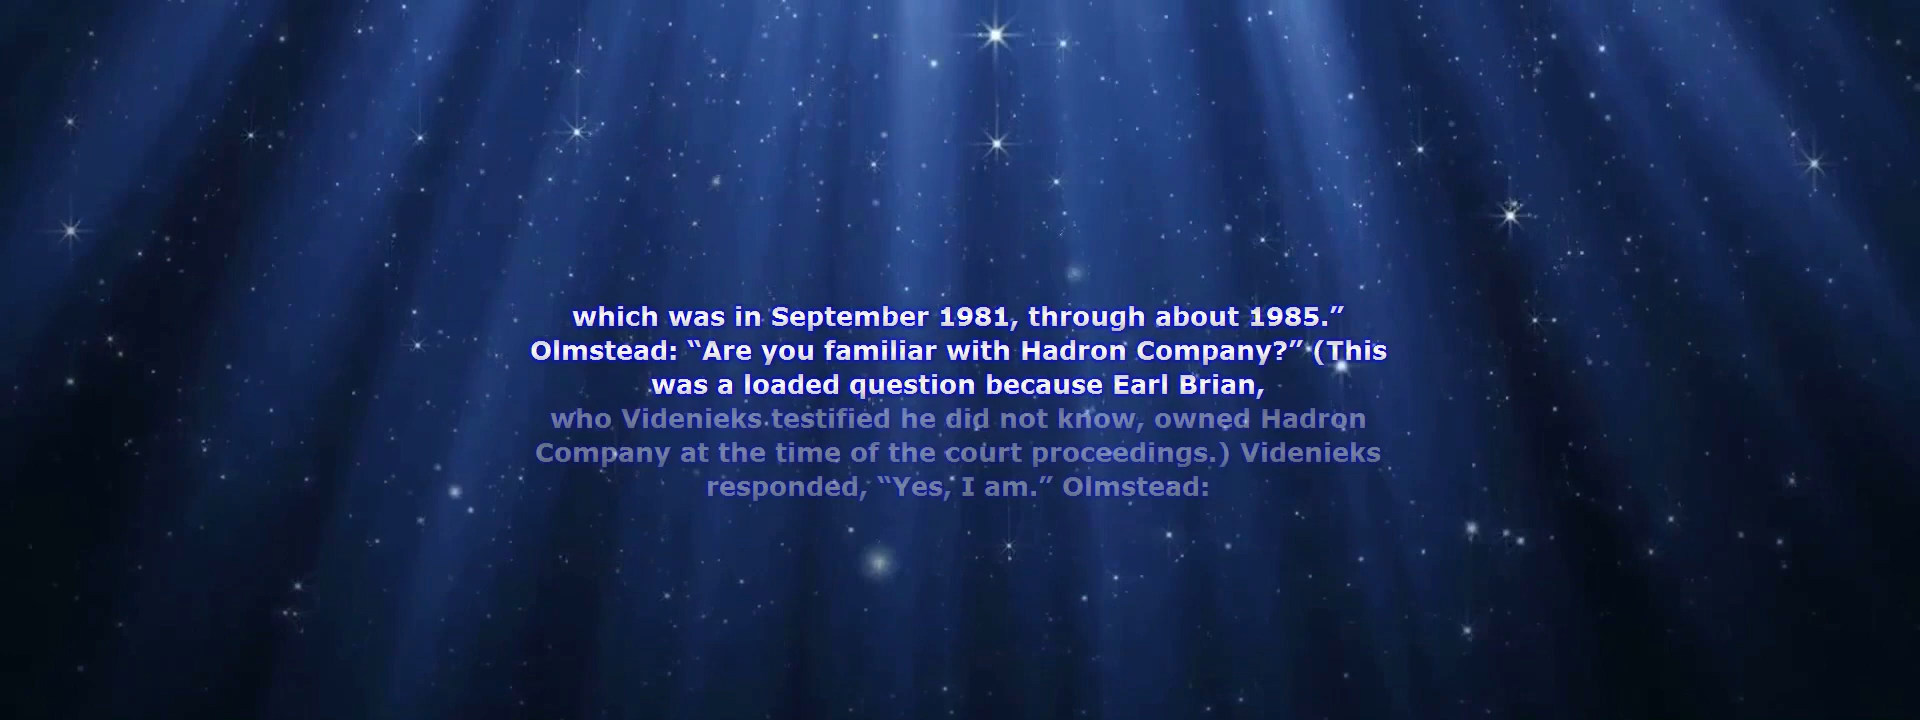 which was in September 1981, through about 1985.”
Olmstead: “Are you familiar with Hadron Company?” (This
was a loaded question because Earl Brian,
who Videnieks testified he did not know, owned Hadron
Company at the time of the court proceedings.) Videnieks
responded, “Yes, I am.” Olmstead: